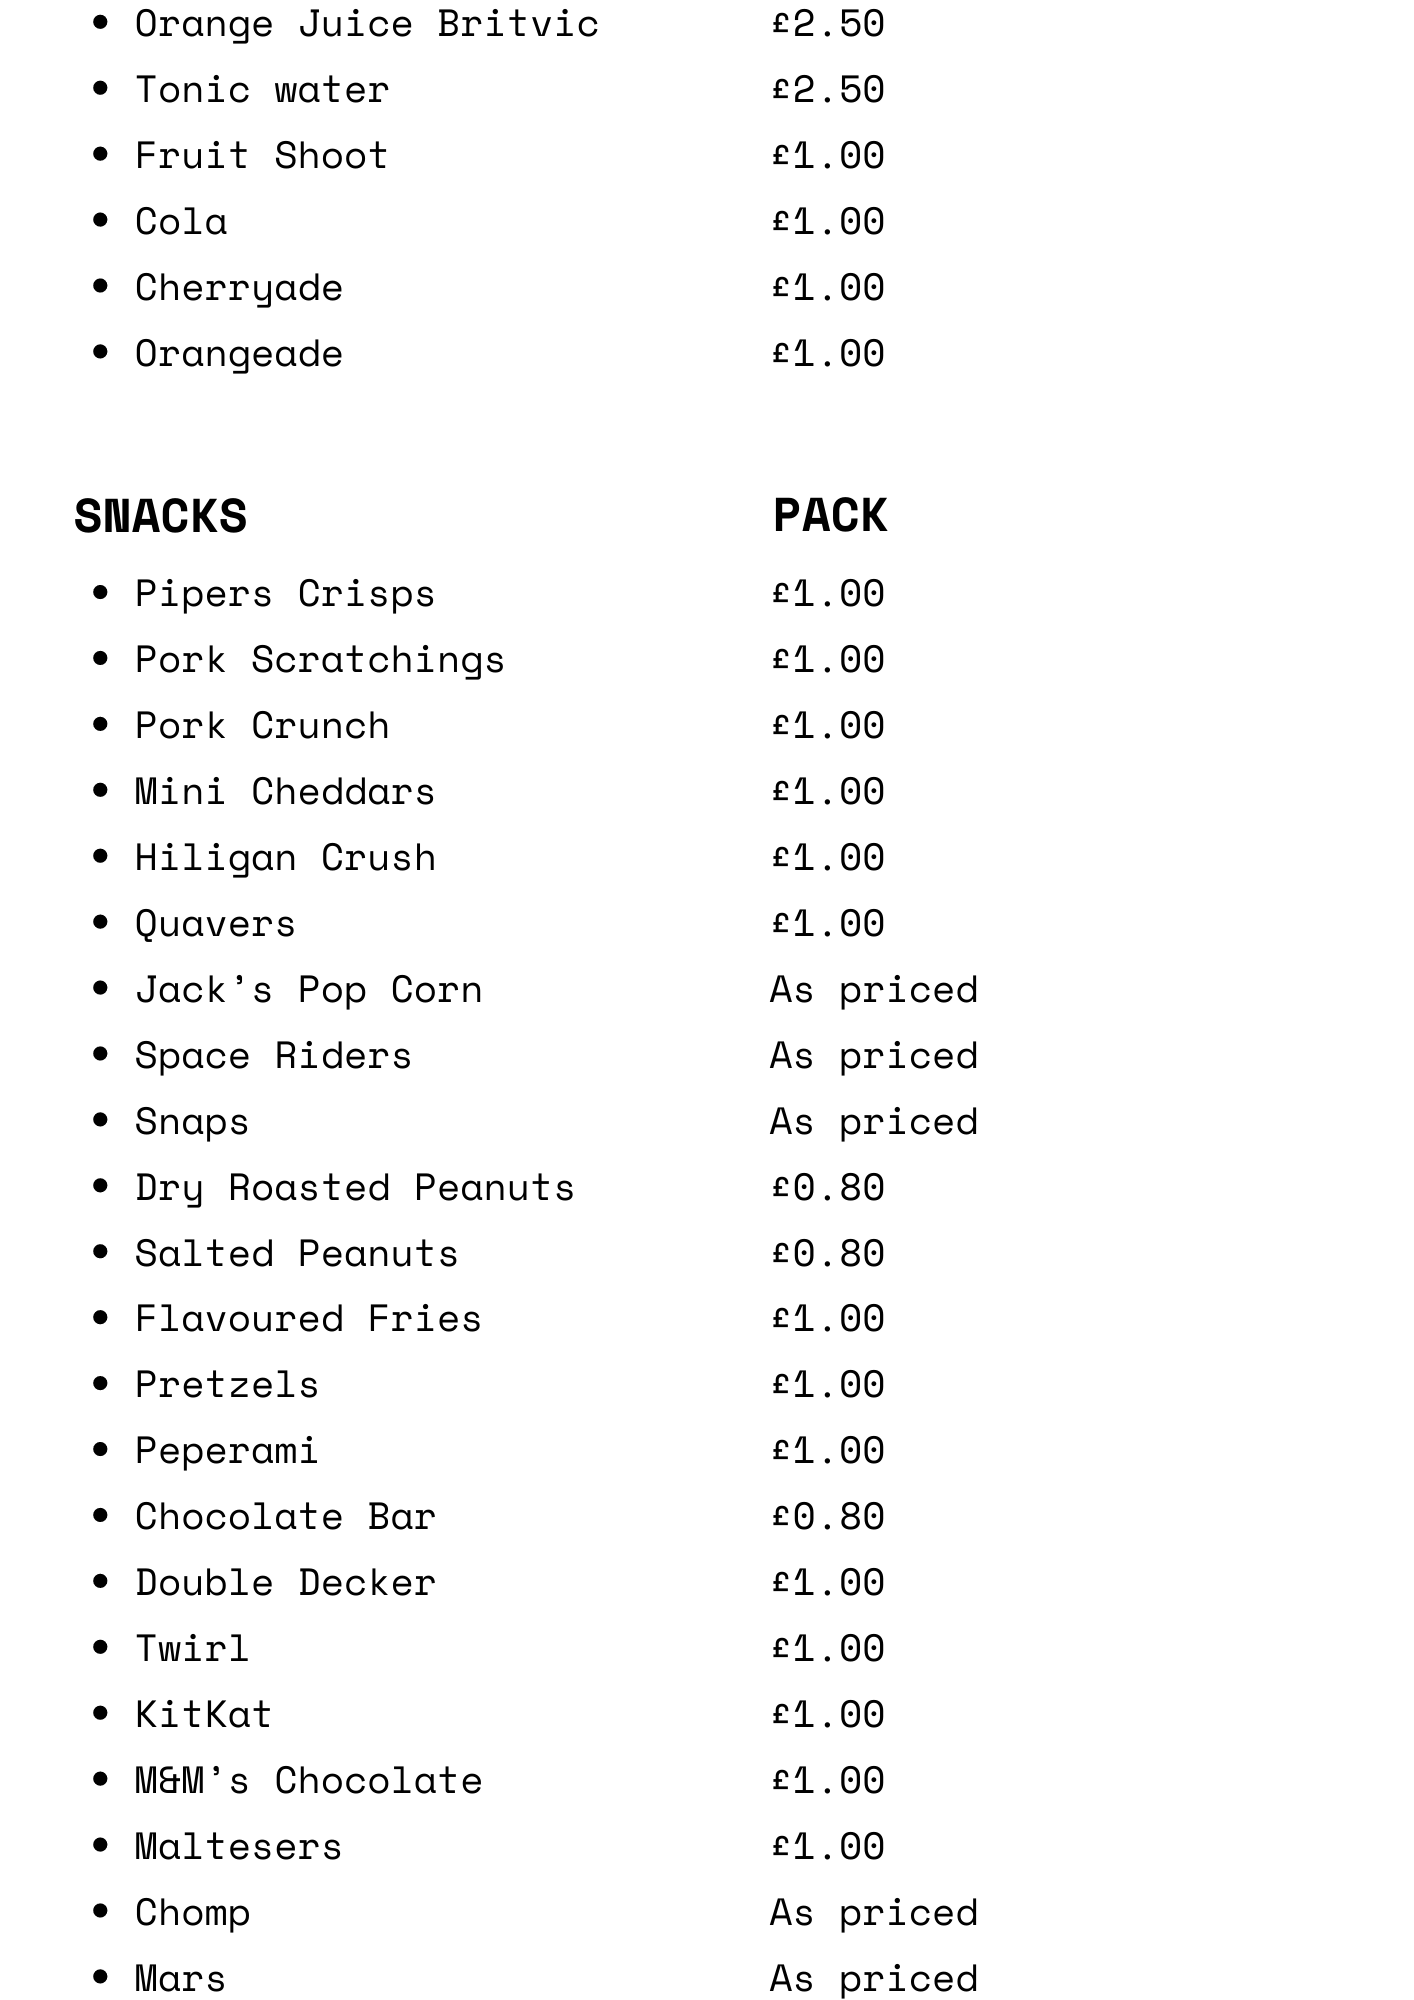 • Orange Juice Britvic £2.50
• Tonic water £2.50
• Fruit Shoot £1.00
• Cola £1.00
• Cherryade £1.00
• Orangeade £1.00
SNACKS PACK
• Pipers Crisps £1.00
• Pork Scratchings £1.00
• Pork Crunch £1.00
• Mini Cheddars £1.00
• Hiligan Crush £1.00
• Quavers £1.00
• Jack’s Pop Corn As priced
• Space Riders As priced
• Snaps As priced
• Dry Roasted Peanuts £0.80
• Salted Peanuts £0.80
• Flavoured Fries £1.00
• Pretzels £1.00
• Peperami £1.00
• Chocolate Bar £0.80
• Double Decker £1.00
• Twirl £1.00
• KitKat £1.00
• M&M’s Chocolate £1.00
• Maltesers £1.00
• Chomp As priced
• Mars As priced